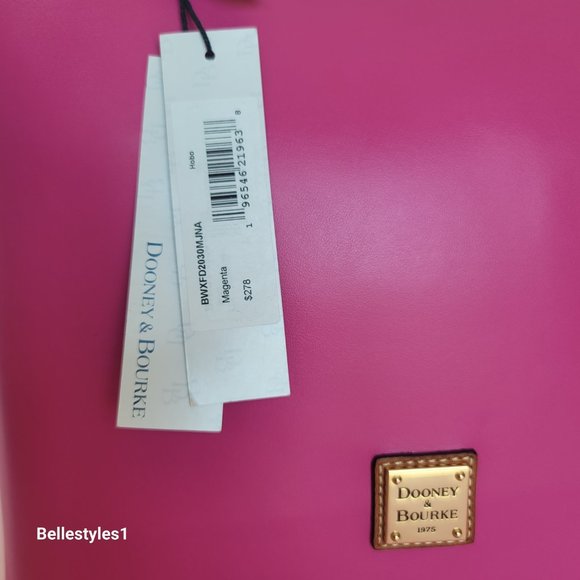 Hobo
1 96546 21963 8
BWXFD2030MJNA
Magenta
$278
DOONEY & BOURKE
DOONEY
&
BOURKE
1975
Bellestyles1